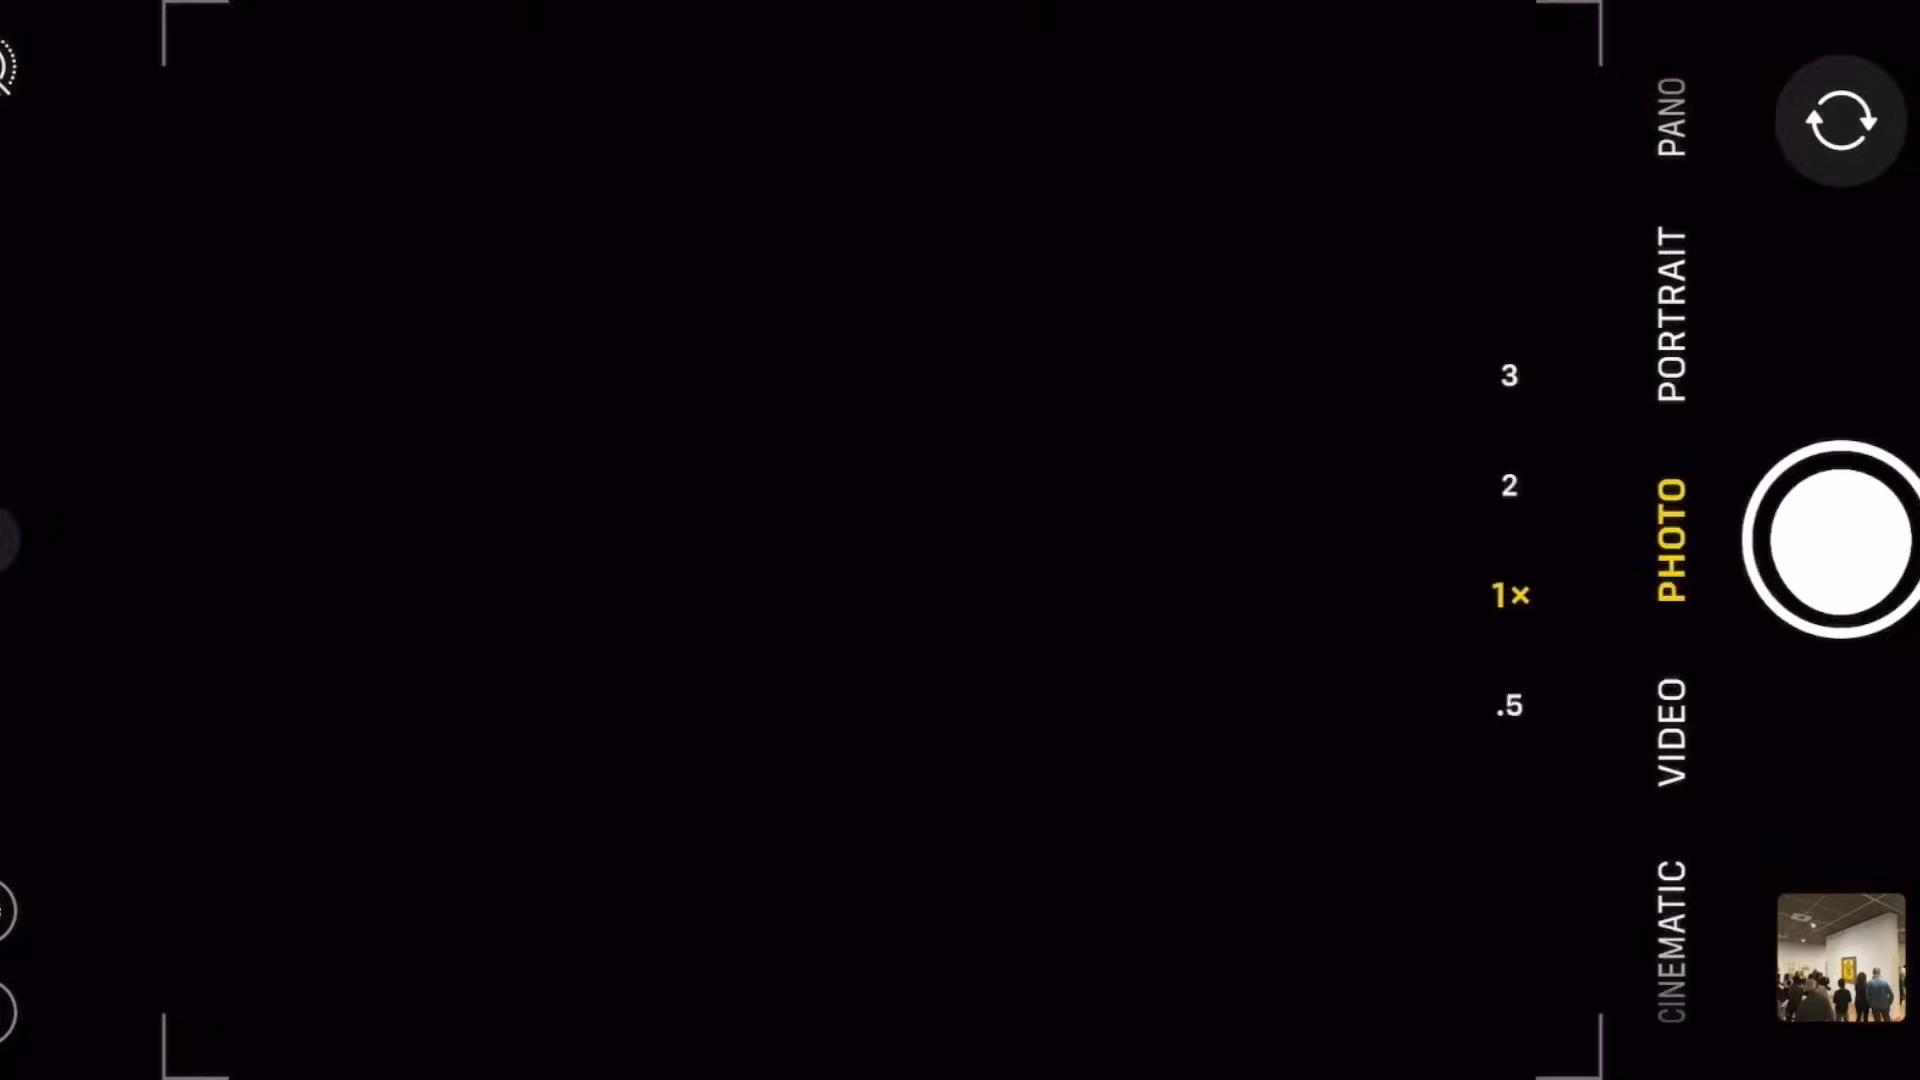 3
2
1×
.5
PANO
PORTRAIT
PHOTO
VIDEO
CINEMATIC